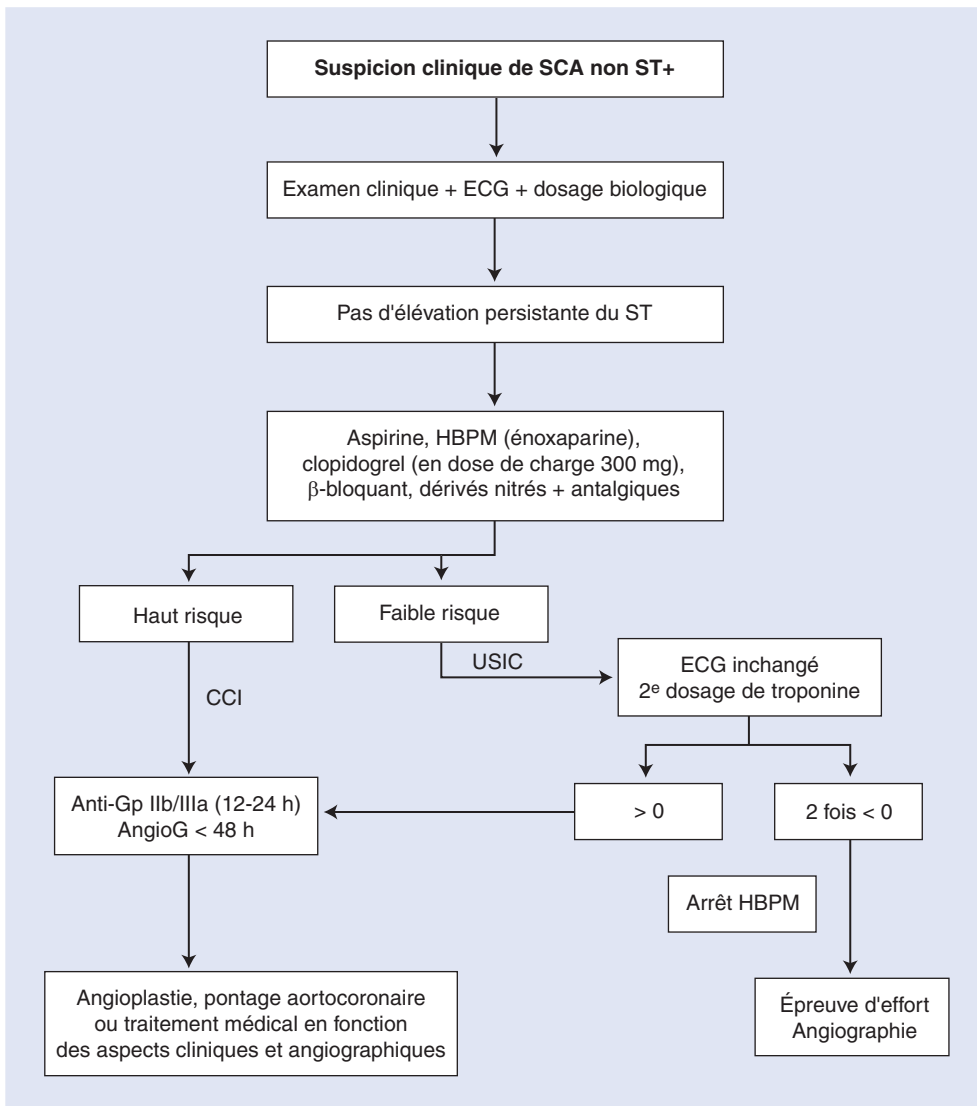 Suspicion clinique de SCA non ST+
Examen clinique + ECG + dosage biologique
Pas d'élévation persistante du ST
Aspirine, HBPM (énoxaparine),
clopidogrel (en dose de charge 300 mg),
β-bloquant, dérivés nitrés + antalgiques
Haut risque
Faible risque
USIC
ECG inchangé
2e dosage de troponine
CCI
Anti-Gp IIb/IIIa (12-24 h)
AngioG < 48 h
> 0
2 fois < 0
Arrêt HBPM
Angioplastie, pontage aortocoronaire
ou traitement médical en fonction
des aspects cliniques et angiographiques
Épreuve d'effort
Angiographie